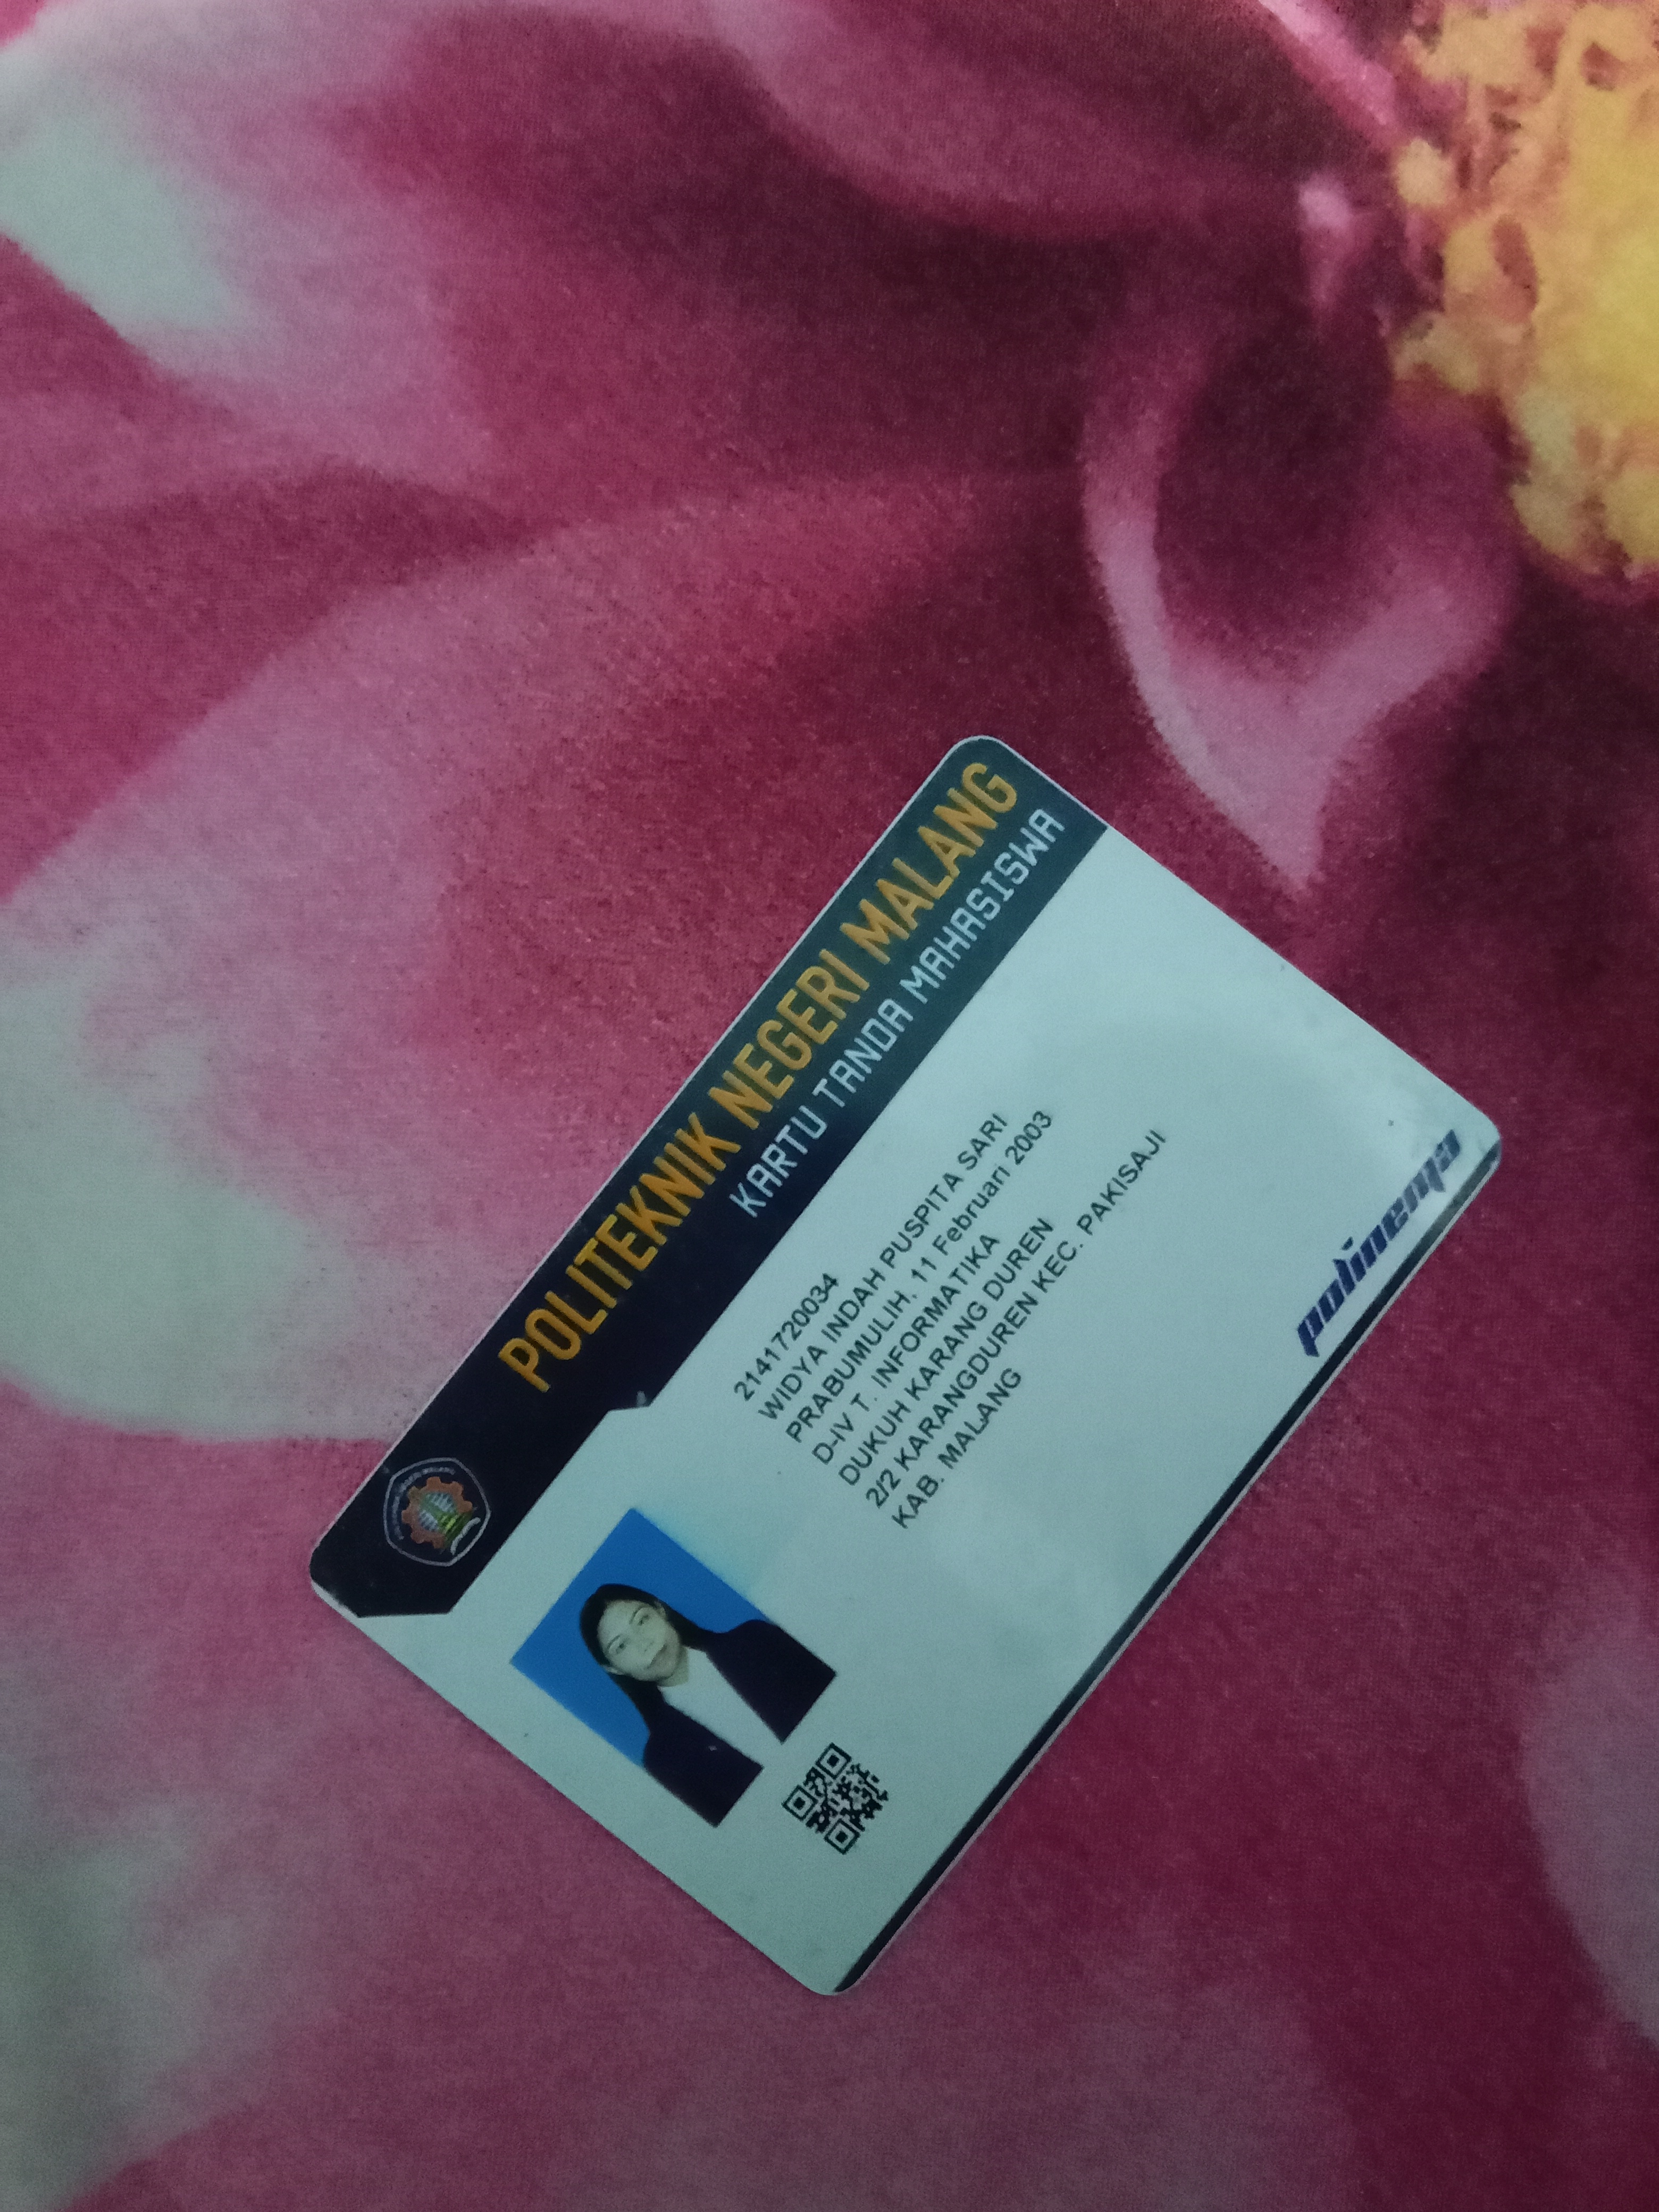 POLITEKNIK NEGERI MALANG
KARTU TANDA MAHASISWA
2141720034
WIDYA INDAH PUSPITA SARI
PRABUMULIH, 11 Februari 2003
D-IV T. INFORMATIKA
DUKUH KARANG DUREN
2/2 KARANGDUREN KEC. PAKISAJI
KAB. MALANG
polinema